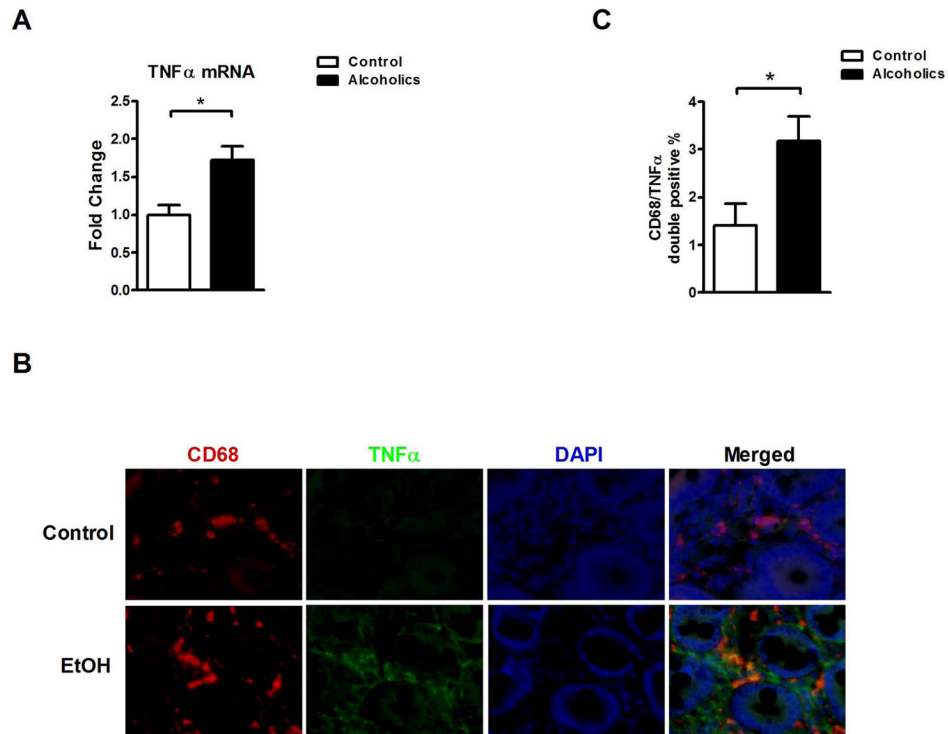 A
TNFα mRNA
Control
Alcoholics
*
2.5
2.0
1.5
1.0
0.5
0.0
Fold Change
C
Control
Alcoholics
*
4
3
2
1
0
CD68/TNFα
double positive %
B
CD68 TNFα DAPI Merged
Control
EtOH